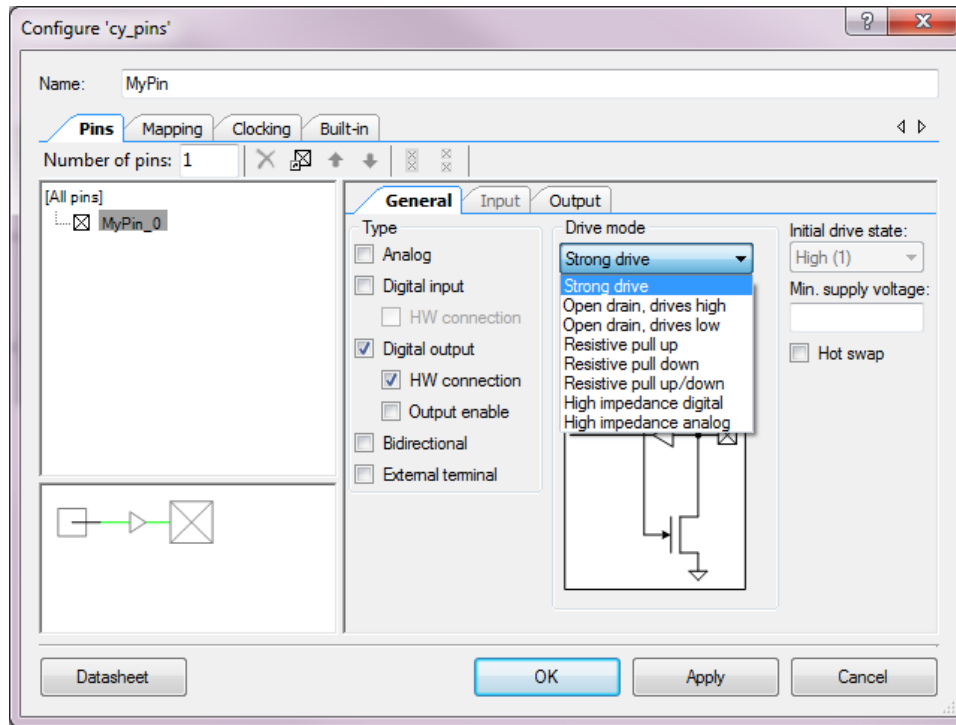 Configure 'cy_pins'
Name: MyPin
Pins Mapping Clocking Built-in
Number of pins: 1
[All pins]
MyPin_0
General Input Output
Type
Analog
Digital input
HW connection
Digital output
HW connection
Output enable
Bidirectional
External terminal
Drive mode
Strong drive
Strong drive
Open drain, drives high
Open drain, drives low
Resistive pull up
Resistive pull down
Resistive pull up/down
High impedance digital
High impedance analog
Initial drive state:
High (1)
Min. supply voltage:
Hot swap
Datasheet OK Apply Cancel